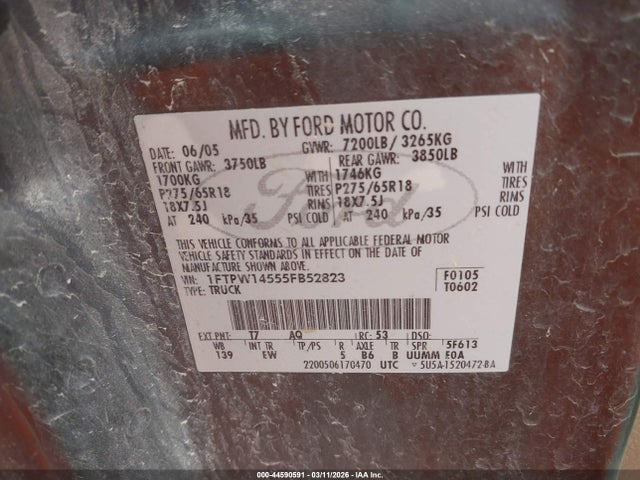 MFD. BY FORD MOTOR CO.
DATE: 06/05 GVWR: 7200LB/ 3265KG
FRONT GAWR: 3750LB REAR GAWR: 3850LB
1700KG WITH 1746KG WITH
P275/65R18 TIRES P275/65R18 TIRES
18X7.5J RIMS 18X7.5J RIMS
AT 240 kPa/35 PSI COLD AT 240 kPa/35 PSI COLD
Ford
THIS VEHICLE CONFORMS TO ALL APPLICABLE FEDERAL MOTOR
VEHICLE SAFETY STANDARDS IN EFFECT ON THE DATE OF
MANUFACTURE SHOWN ABOVE.
VIN: 1FTPW14555FB52823 F0105
TYPE: TRUCK T0602
EXT PNT: T7 AQ RC: 53 DSO:
WB INT TR TP/PS R AXLE TR SPR 5F613
139 EW 5 B6 B UUMM E0A
2200506170470 UTC 5U5A-1520472-BA
000-44590591 - 03/11/2026 - IAA Inc.